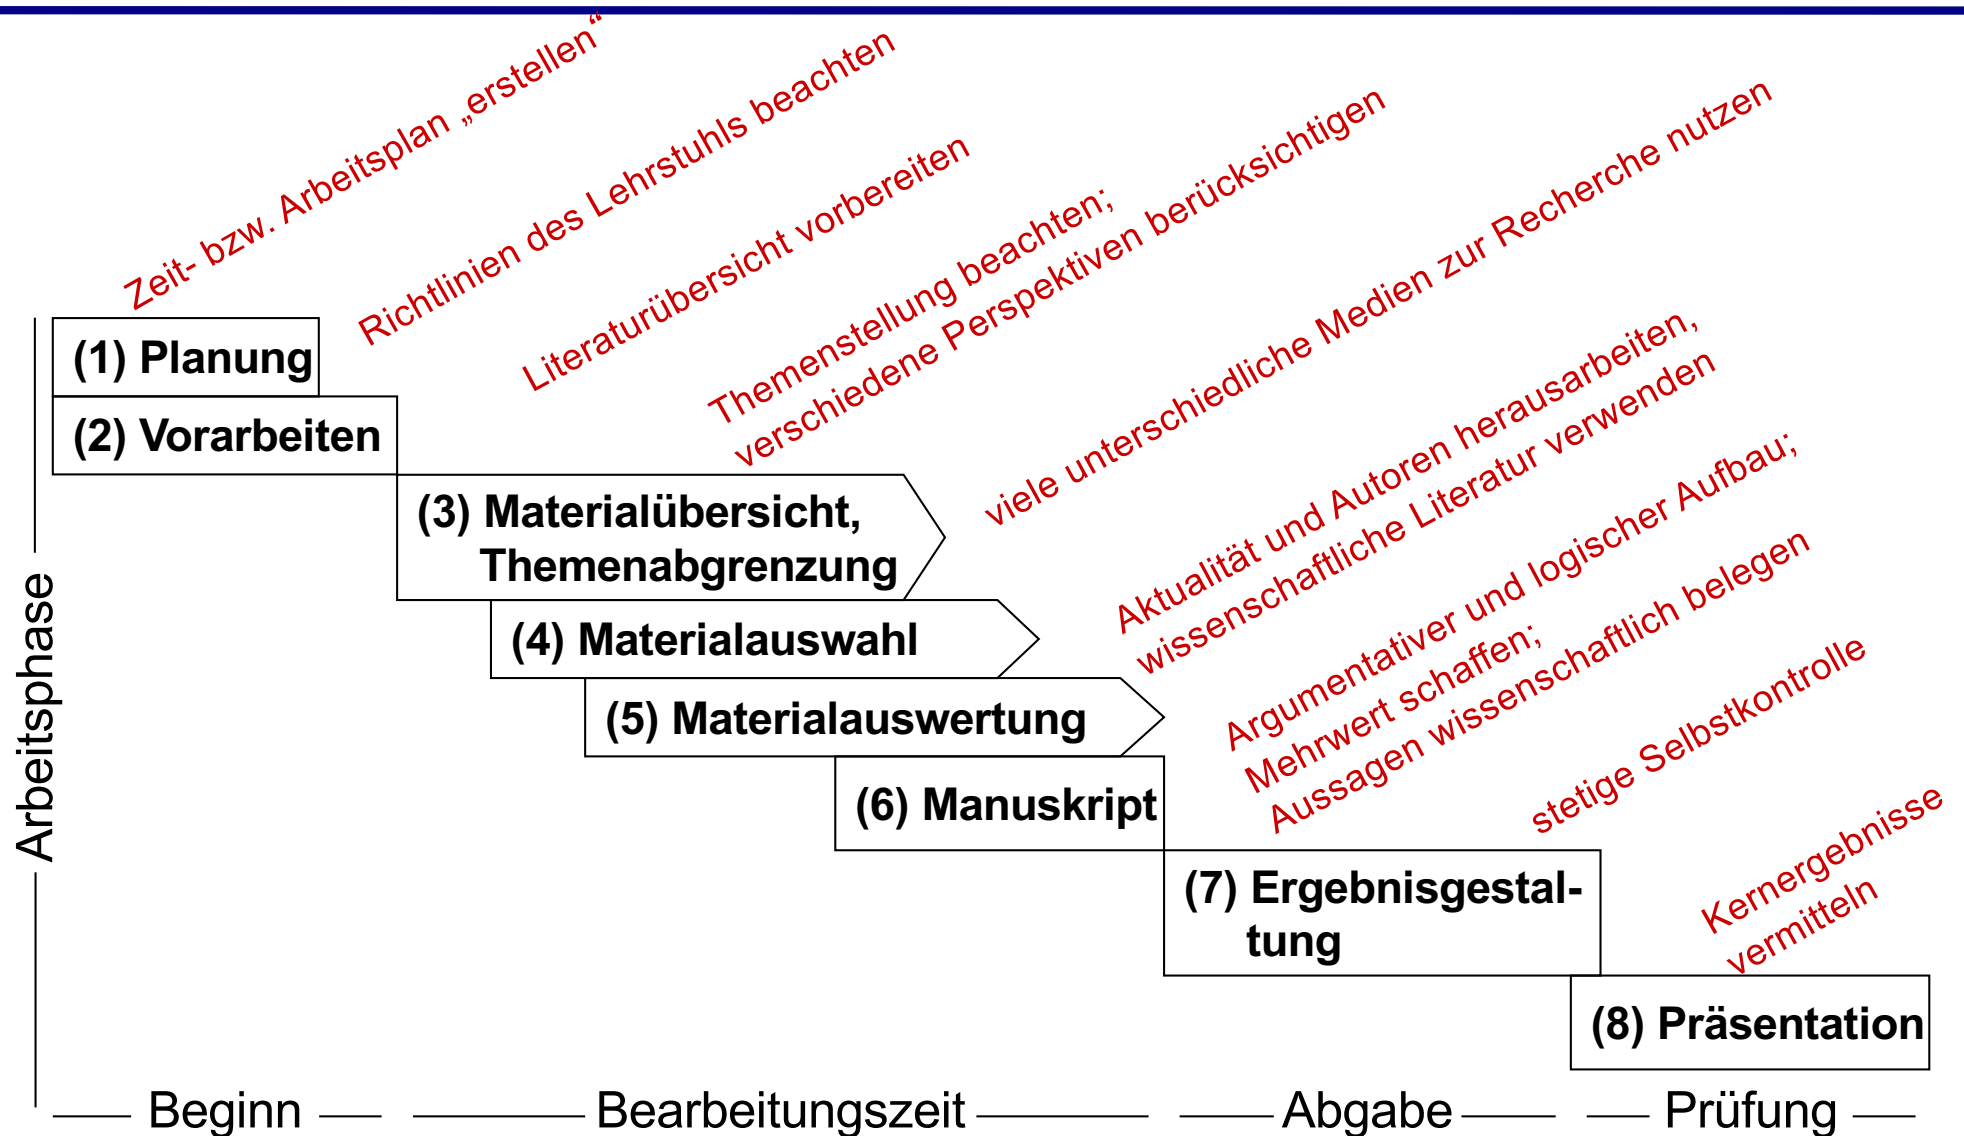 Zeit- bzw. Arbeitsplan „erstellen“
Richtlinien des Lehrstuhls beachten
Literaturübersicht vorbereiten
Themenstellung beachten;
verschiedene Perspektiven berücksichtigen
viele unterschiedliche Medien zur Recherche nutzen
Aktualität und Autoren herausarbeiten,
wissenschaftliche Literatur verwenden
Argumentativer und logischer Aufbau;
Mehrwert schaffen;
Aussagen wissenschaftlich belegen
stetige Selbstkontrolle
Kernergebnisse
vermitteln
Arbeitsphase
(1) Planung
(2) Vorarbeiten
(3) Materialübersicht,
Themenabgrenzung
(4) Materialauswahl
(5) Materialauswertung
(6) Manuskript
(7) Ergebnisgestal-
tung
(8) Präsentation
Beginn
Bearbeitungszeit
Abgabe
Prüfung